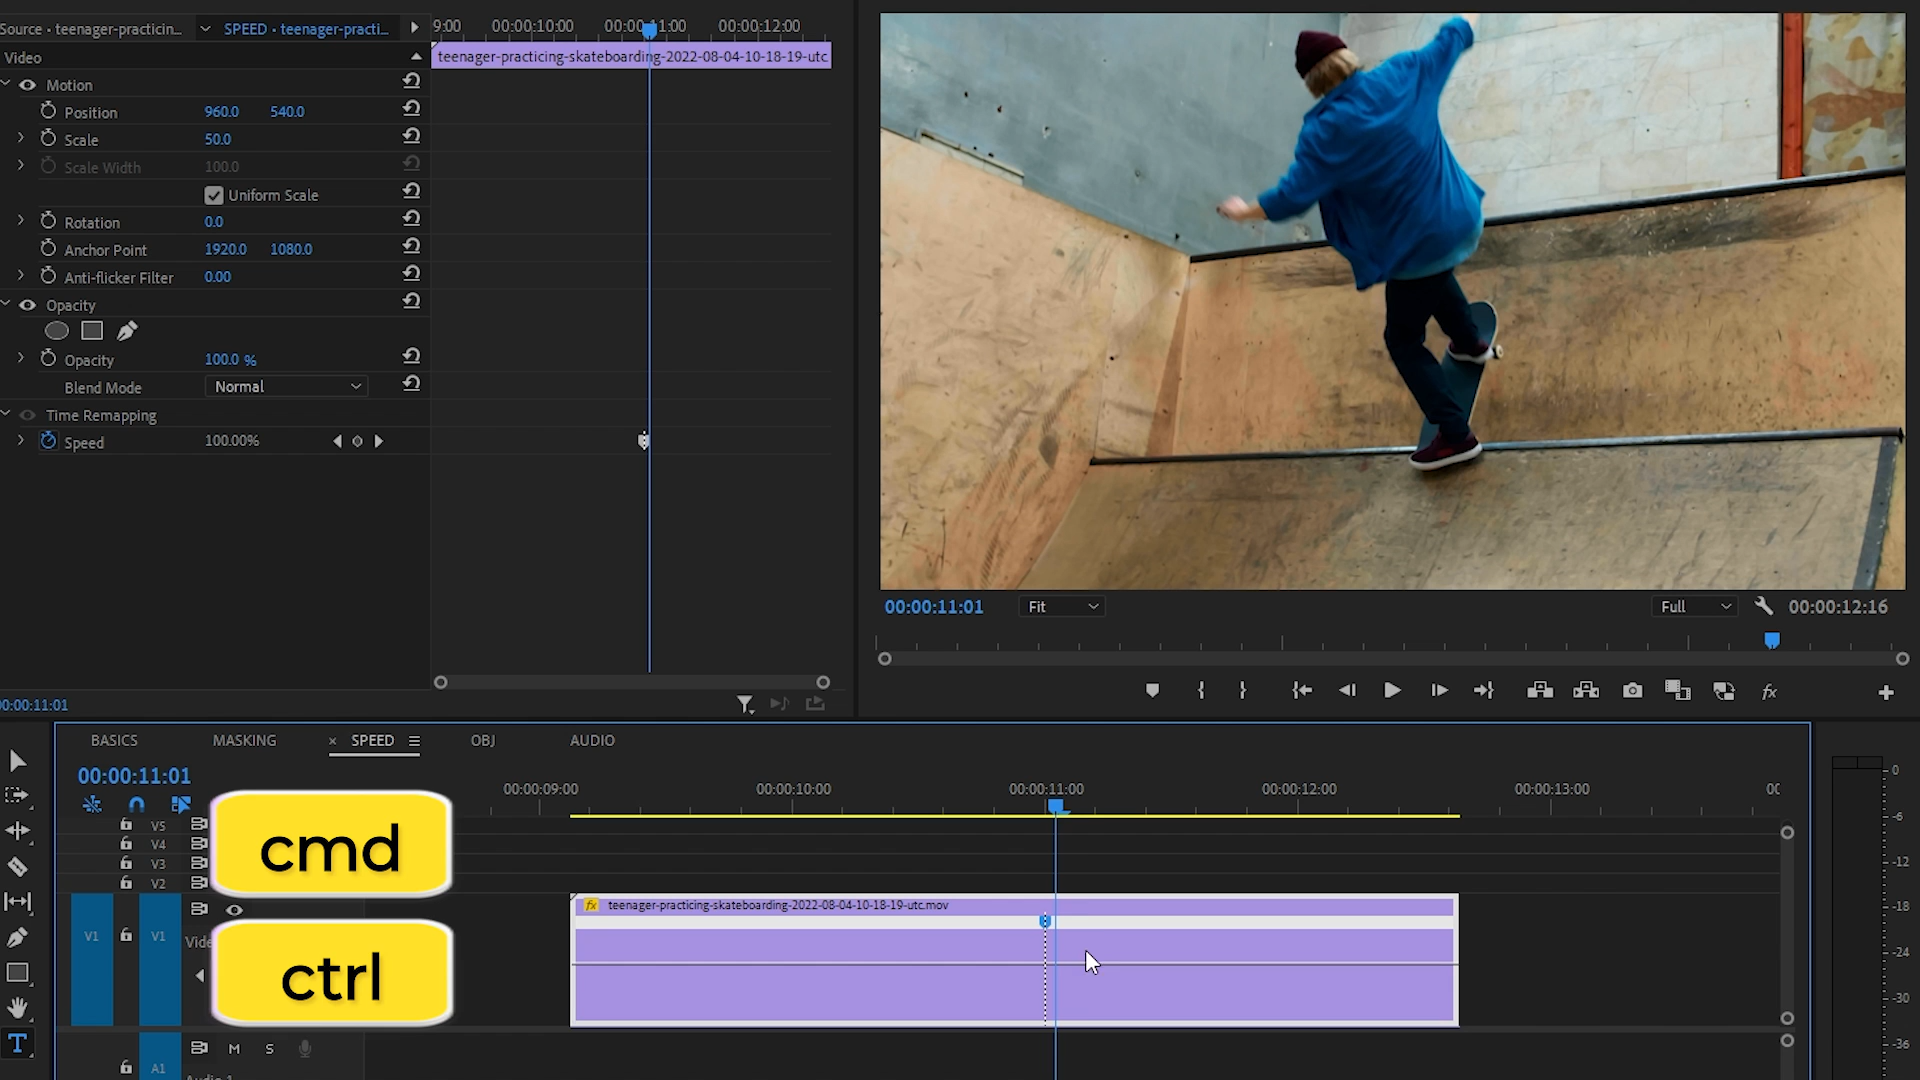 Source • teenager-practicin...
SPEED • teenager-practi...
9:00
00:00:10:00
00:00:11:00
00:00:12:00
Video
teenager-practicing-skateboarding-2022-08-04-10-18-19-utc
Motion
Position 960.0 540.0
Scale 50.0
Scale Width 100.0
Uniform Scale
Rotation 0.0
Anchor Point 1920.0 1080.0
Anti-flicker Filter 0.00
Opacity
Opacity 100.0 %
Blend Mode Normal
Time Remapping
Speed 100.00%
00:00:11:01
00:00:11:01 Fit Full 00:00:12:16
fx
BASICS MASKING × SPEED OBJ AUDIO
00:00:11:01
00:00:09:00 00:00:10:00 00:00:11:00 00:00:12:00 00:00:13:00 00
V5
V4
V3
V2
cmd
fx teenager-practicing-skateboarding-2022-08-04-10-18-19-utc.mov
V1 V1 Vide
ctrl
M S
A1 Audio 1
T
0
-6
-12
-18
-24
-30
-36